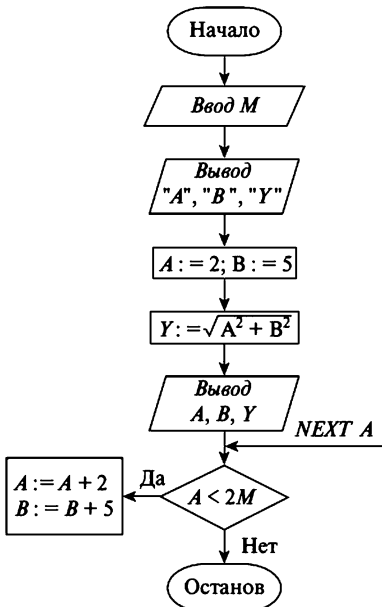 Начало
Ввод M
Вывод
"A", "B", "Y"
A : = 2; B : = 5
Y : = √A² + B²
Вывод
A, B, Y
NEXT A
A := A + 2
B : = B + 5
Да
A < 2M
Нет
Останов